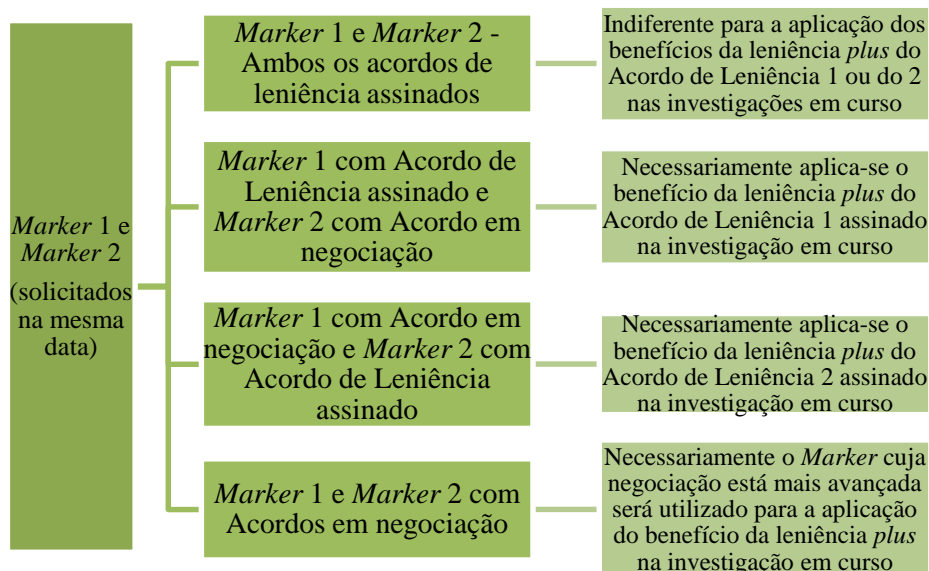 Marker 1 e
Marker 2
(solicitados
na mesma
data)
Marker 1 e Marker 2 -
Ambos os acordos de
leniência assinados
Indiferente para a aplicação dos
benefícios da leniência plus do
Acordo de Leniência 1 ou do 2
nas investigações em curso
Marker 1 com Acordo de
Leniência assinado e
Marker 2 com Acordo em
negociação
Necessariamente aplica-se o
benefício da leniência plus do
Acordo de Leniência 1 assinado
na investigação em curso
Marker 1 com Acordo em
negociação e Marker 2 com
Acordo de Leniência
assinado
Necessariamente aplica-se o
benefício da leniência plus do
Acordo de Leniência 2 assinado
na investigação em curso
Marker 1 e Marker 2 com
Acordos em negociação
Necessariamente o Marker cuja
negociação está mais avançada
será utilizado para a aplicação
do benefício da leniência plus
na investigação em curso